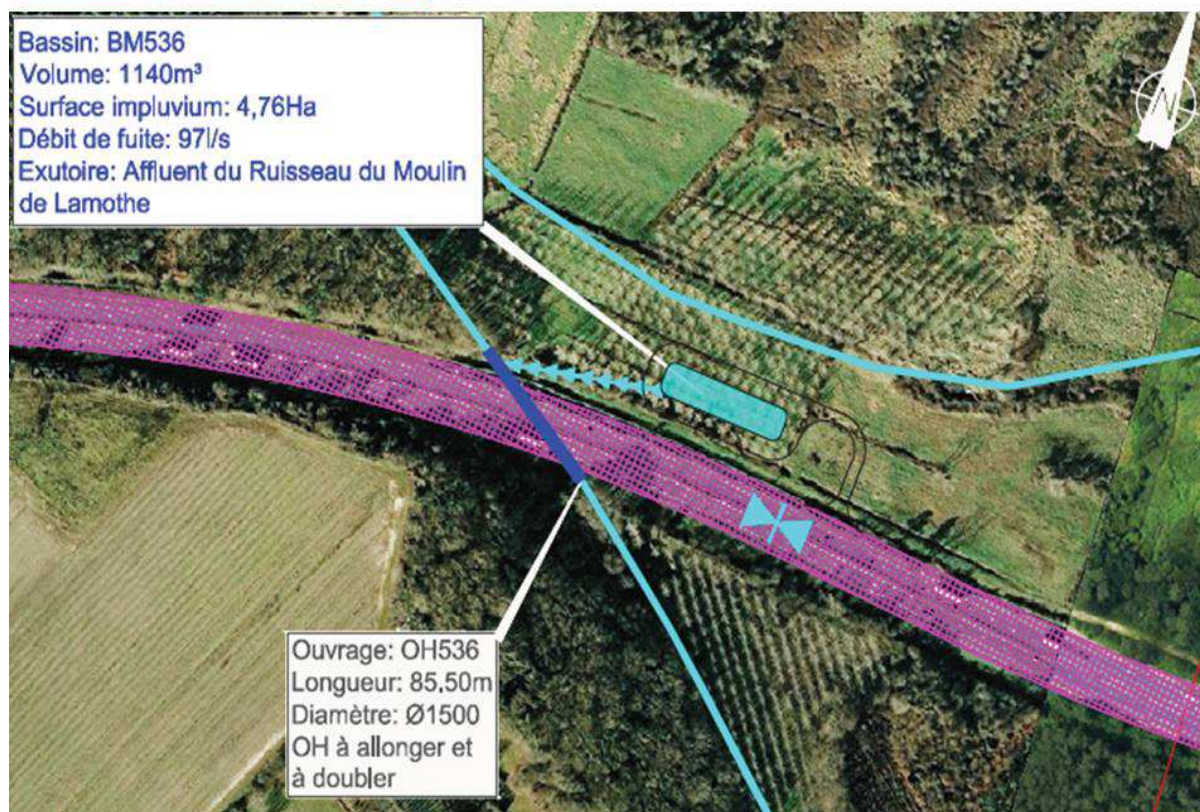 Bassin: BM536
Volume: 1140m³
Surface impluvium: 4,76Ha
Débit de fuite: 97l/s
Exutoire: Affluent du Ruisseau du Moulin
de Lamothe
N
Ouvrage: OH536
Longueur: 85,50m
Diamètre: Ø1500
OH à allonger et
à doubler